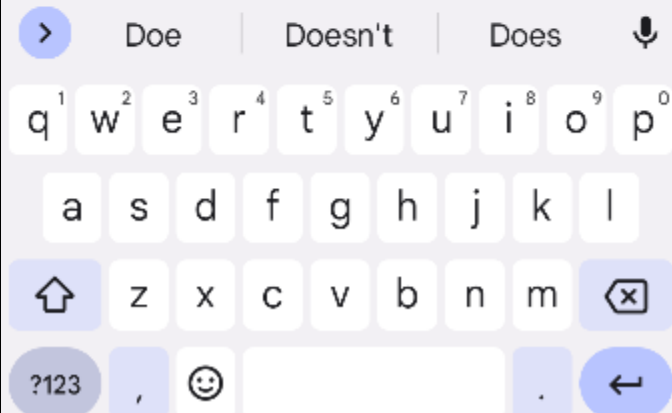 Doe Doesn't Does
q1 w2 e3 r4 t5 y6 u7 i8 o9 p0
a s d f g h j k l
z x c v b n m
?123 , .